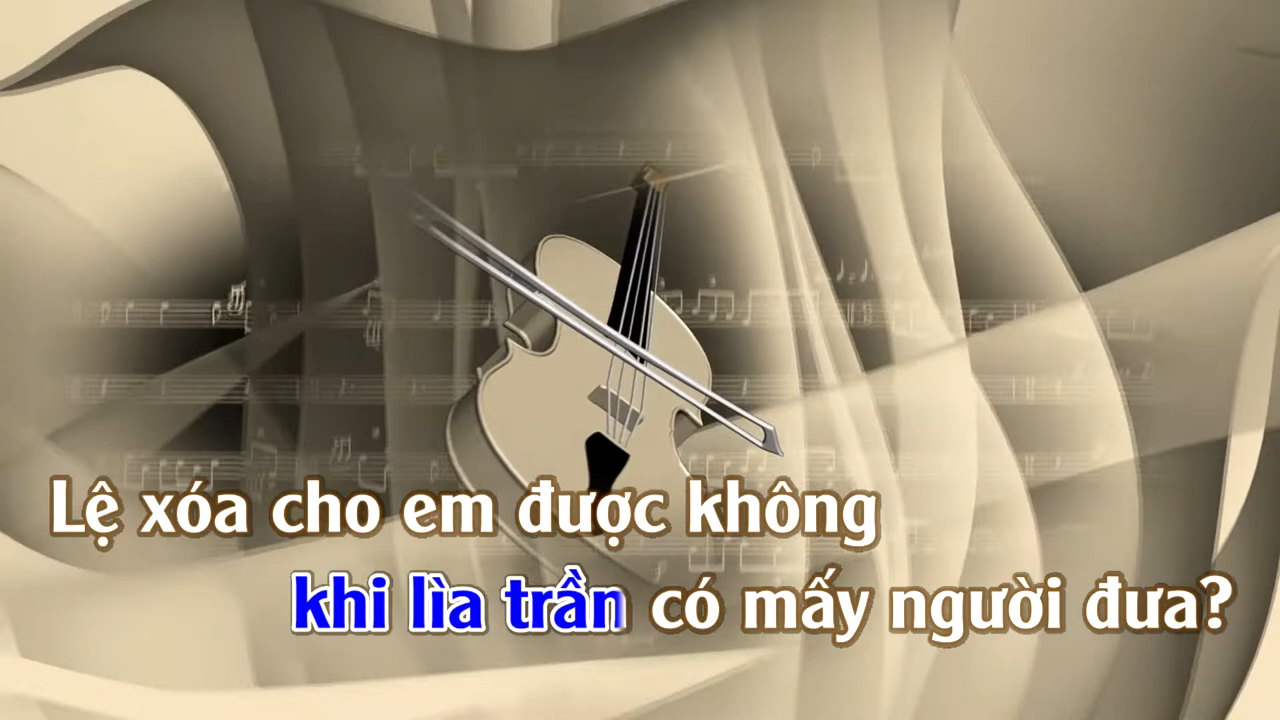 Lệ xóa cho em được không
khi lìa trần có mấy người đưa?